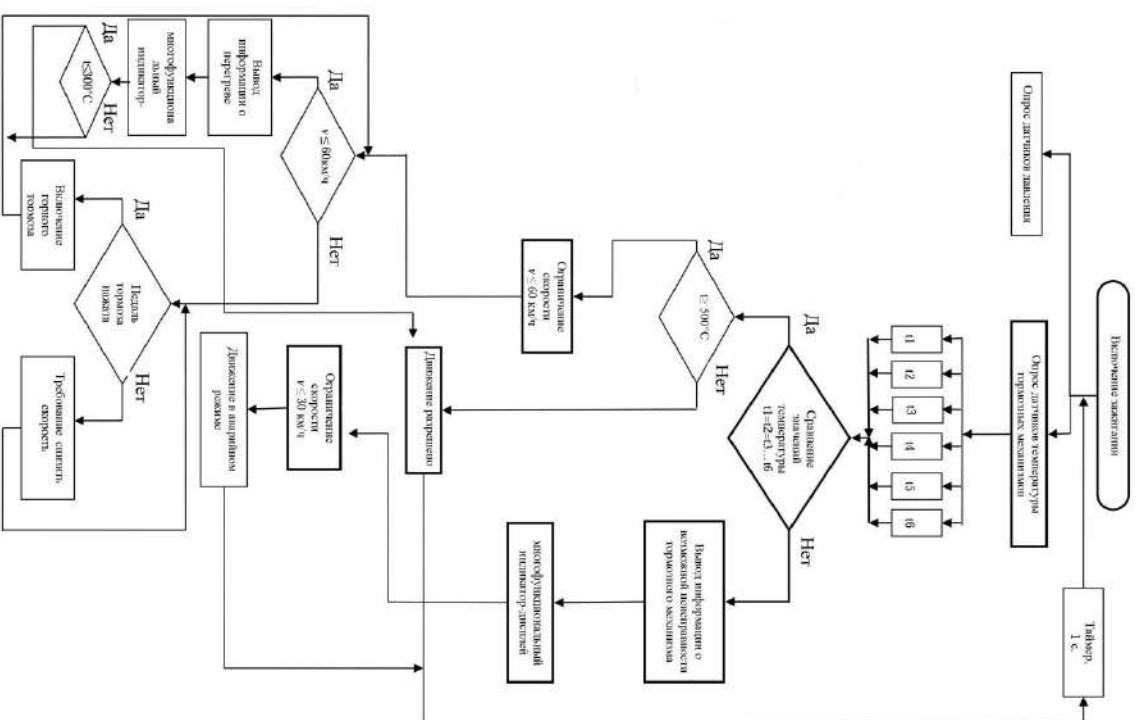 Включение зажигания
Таймер,
1 с.
Опрос датчиков давления
Опрос датчиков температуры
тормозных механизмов
t1
t2
t3
t4
t5
t6
Сравнение
значений
температуры
t1=t2=t3…t6
Да
Нет
t≥500°C
Да
Нет
Вывод информации о
возможной неисправности
тормозного механизма
Ограничение
скорости
v ≤ 60 км/ч
многофункциональный
индикатор-дисплей
Движение разрешено
v ≤ 60км/ч
Да
Нет
Ограничение
скорости
v ≤ 30 км/ч
Вывод
информации о
перегреве
Движение в аварийном
режиме
многофункциона
льный
индикатор-
t≤300°C
Да
Нет
Педаль
тормоза
нажата
Да
Нет
Включение
горного
тормоза
Требование снизить
скорость